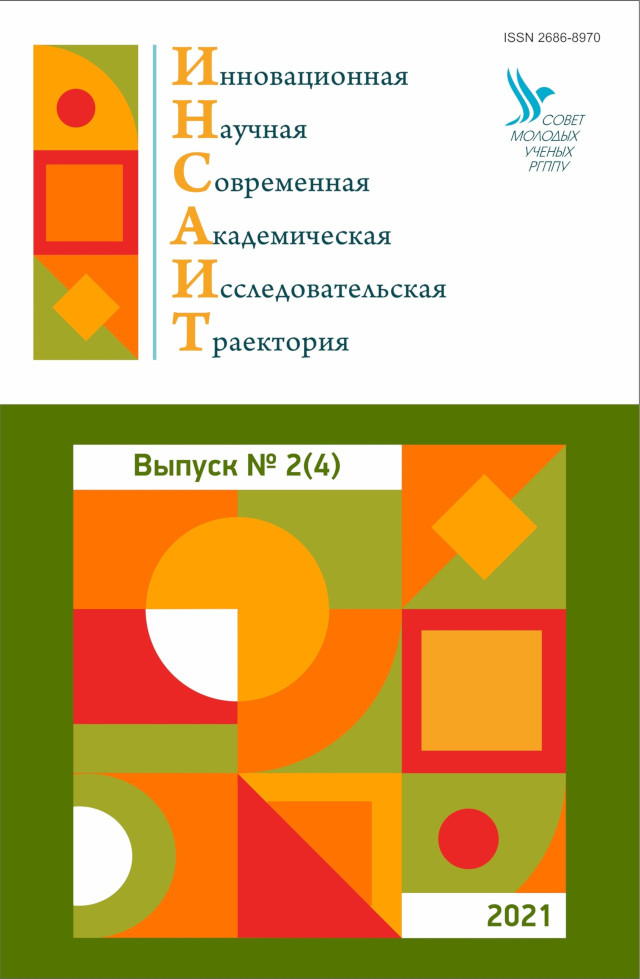 ISSN 2686-8970
Инновационная
Научная
Современная
Академическая
Исследовательская
Траектория
СОВЕТ
МОЛОДЫХ
УЧЕНЫХ
РГППУ
Выпуск № 2(4)
2021